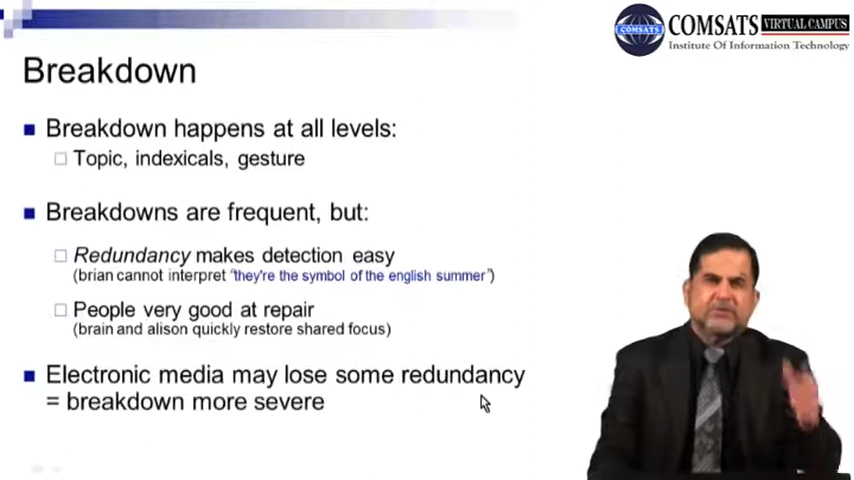 COMSATS VIRTUAL CAMPUS
COMSATS
Institute Of Information Technology
Breakdown
Breakdown happens at all levels:
Topic, indexicals, gesture
Breakdowns are frequent, but:
Redundancy makes detection easy
(brian cannot interpret “they're the symbol of the english summer”)
People very good at repair
(brain and alison quickly restore shared focus)
Electronic media may lose some redundancy
= breakdown more severe